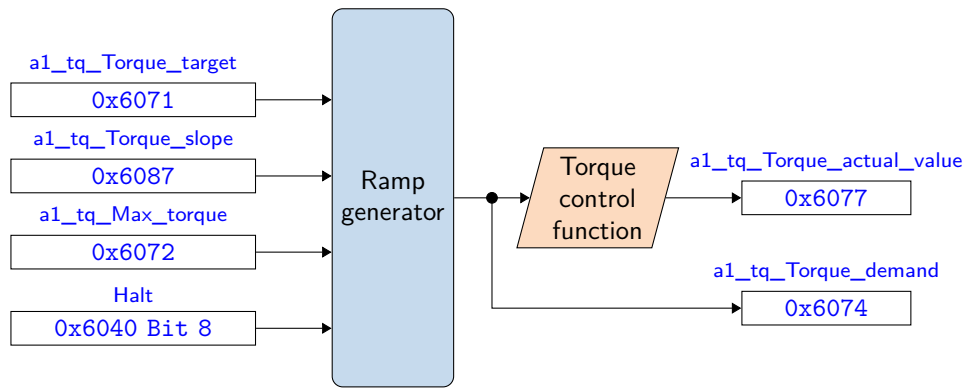 a1_tq_Torque_target
0x6071
a1_tq_Torque_slope
0x6087
a1_tq_Max_torque
0x6072
Halt
0x6040 Bit 8
Ramp
generator
Torque
control
function
a1_tq_Torque_actual_value
0x6077
a1_tq_Torque_demand
0x6074